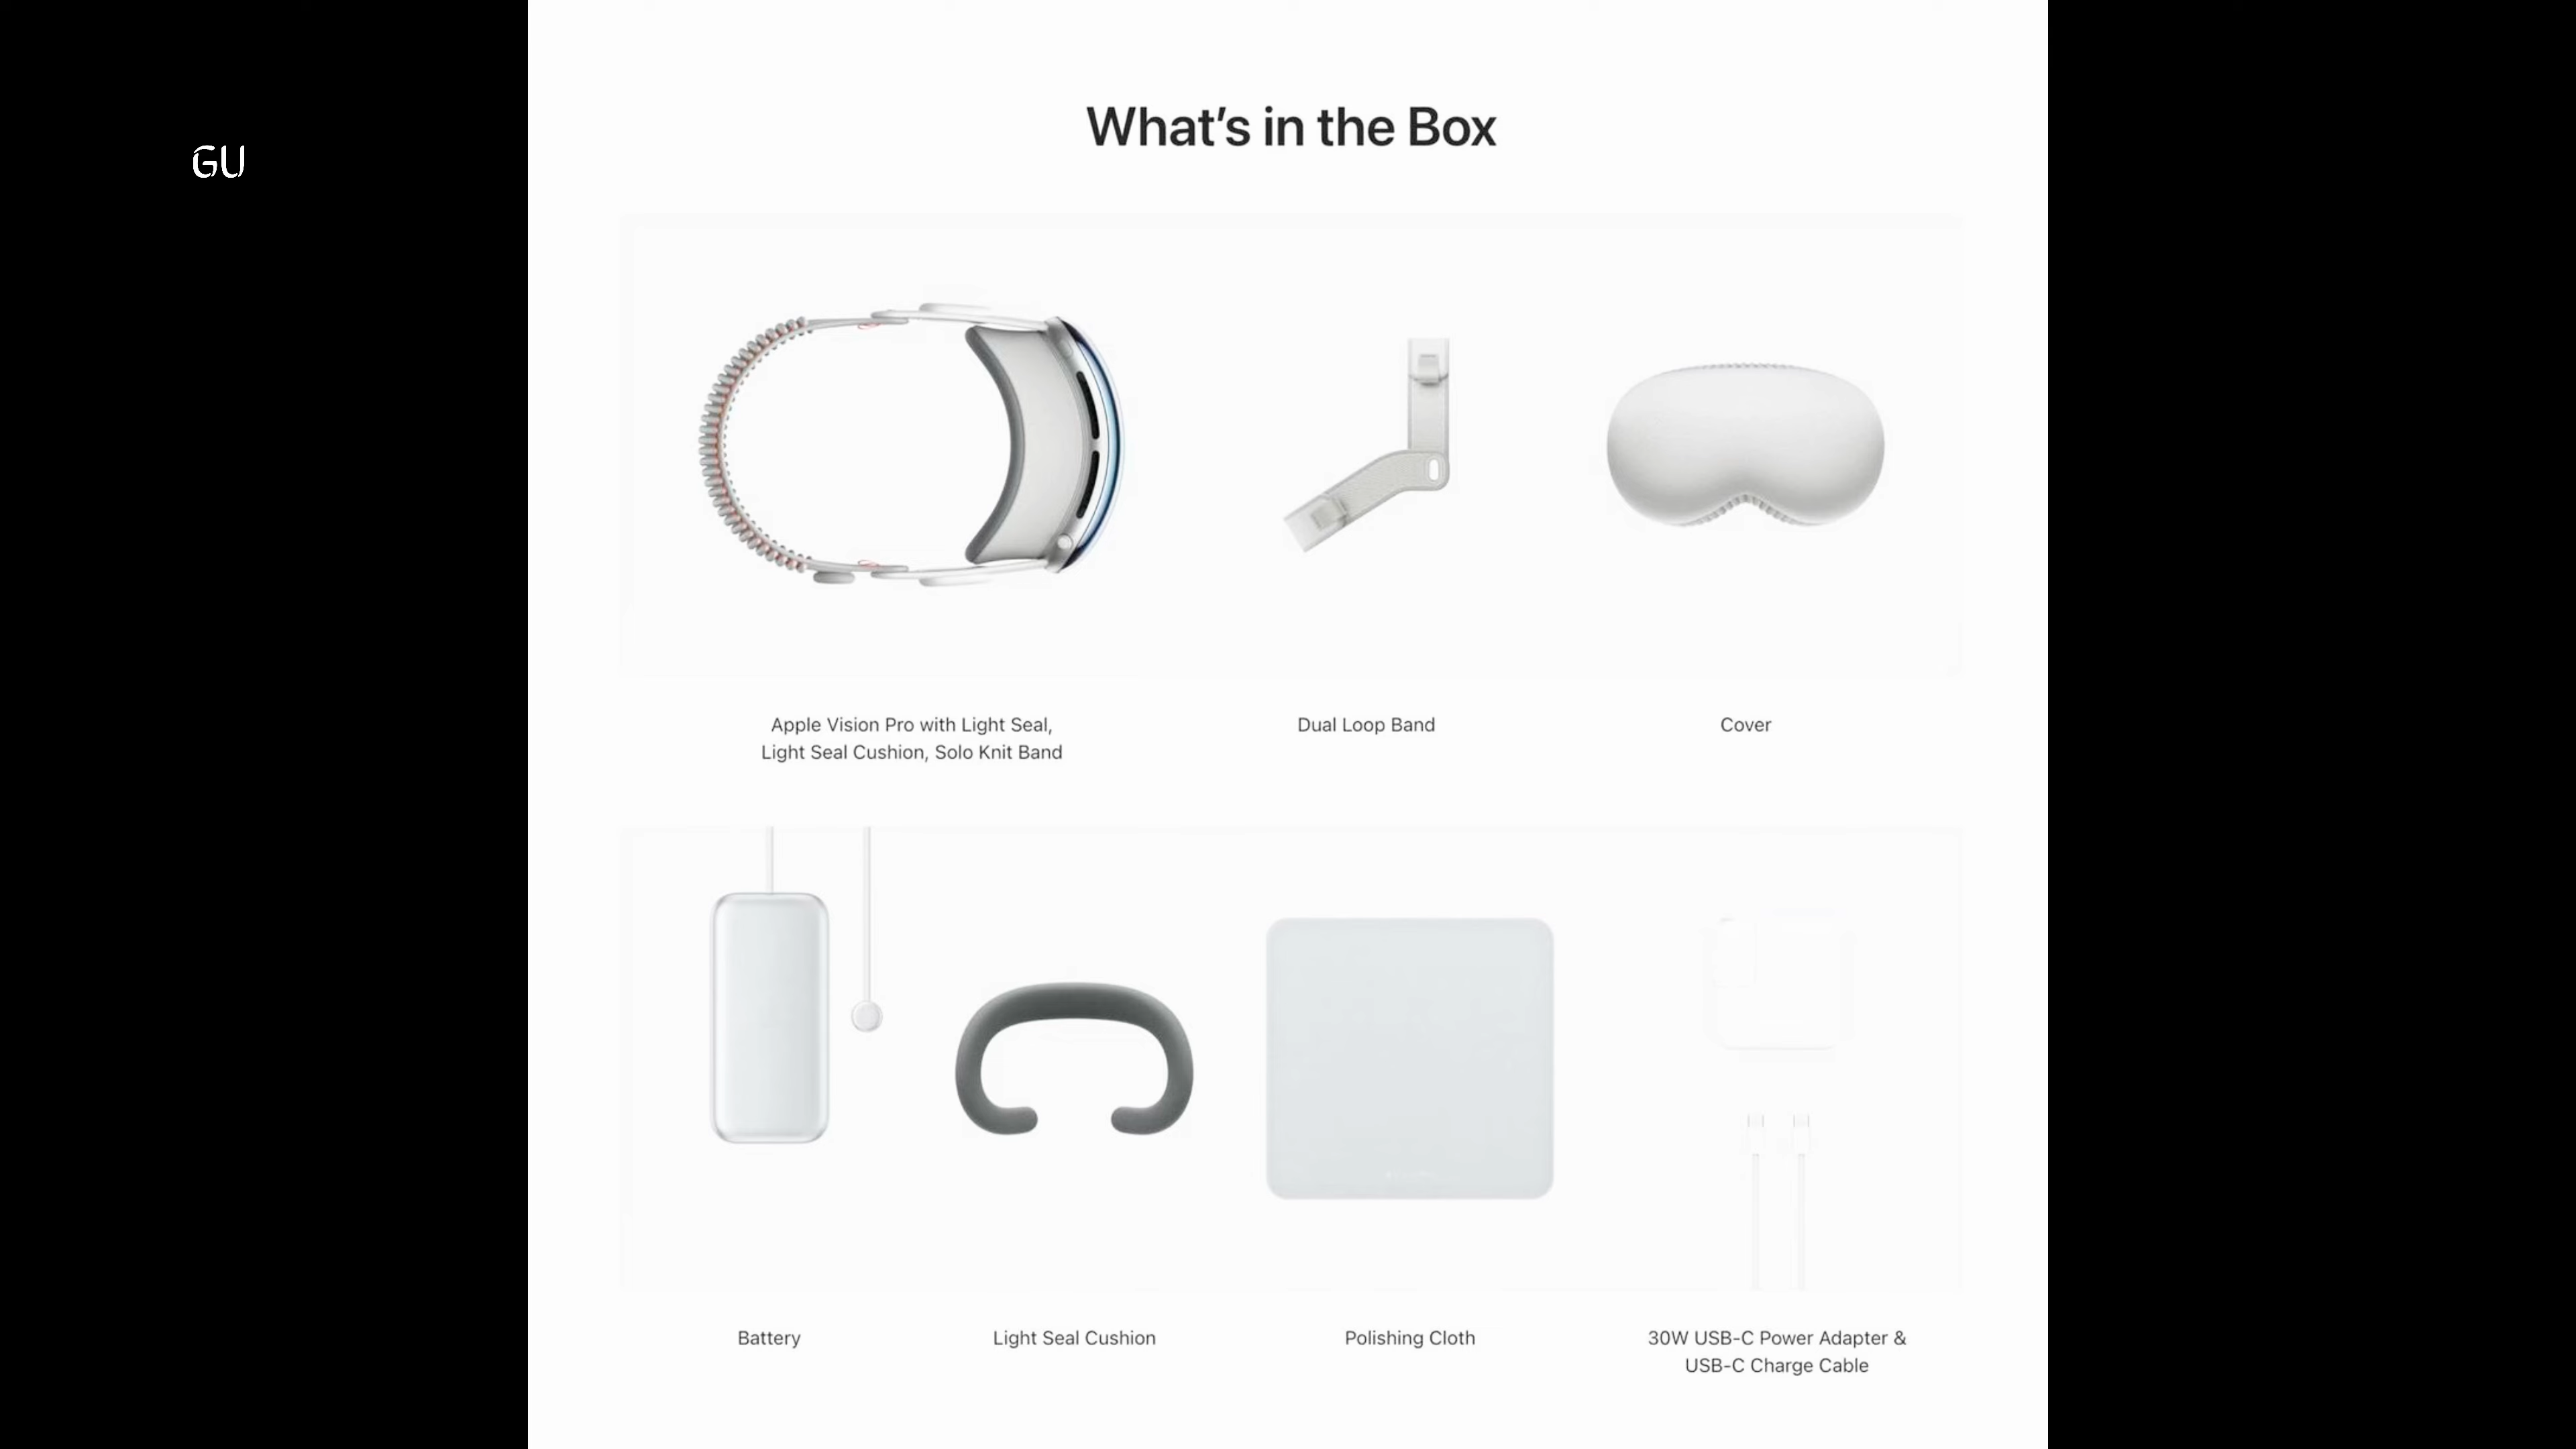 GU
What's in the Box
Apple Vision Pro with Light Seal,
Light Seal Cushion, Solo Knit Band
Dual Loop Band
Cover
Battery
Light Seal Cushion
Polishing Cloth
30W USB-C Power Adapter &
USB-C Charge Cable